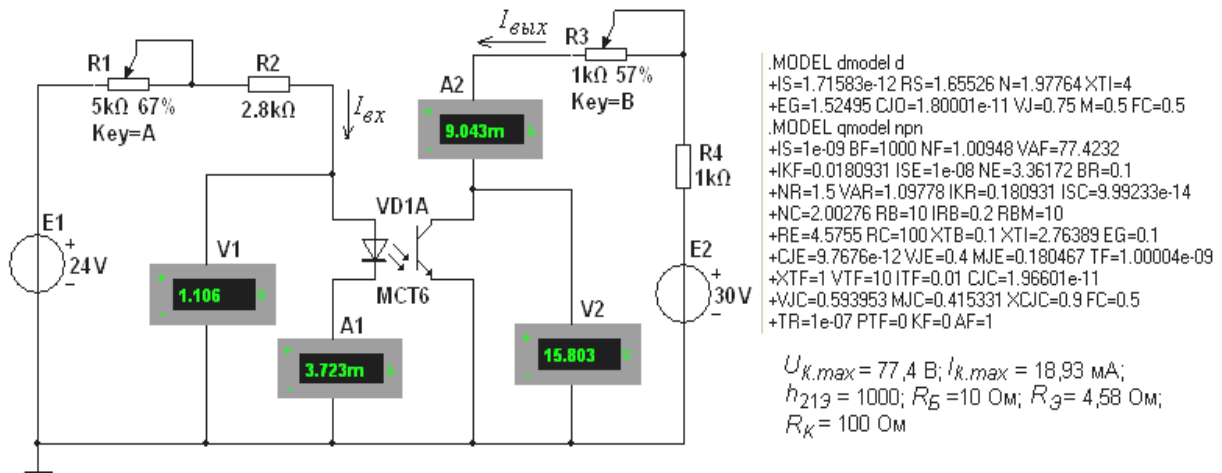 R1
5kΩ 67%
Key=A
R2
2.8kΩ
Iвх
Iвых
R3
1kΩ 57%
Key=B
A2
9.043m A
R4
1kΩ
E1
24V
V1
1.106 V
VD1A
MCT6
A1
3.723m A
V2
15.803 V
E2
30V
.MODEL dmodel d
+IS=1.71583e-12 RS=1.65526 N=1.97764 XTI=4
+EG=1.52495 CJO=1.80001e-11 VJ=0.75 M=0.5 FC=0.5
.MODEL qmodel npn
+IS=1e-09 BF=1000 NF=1.00948 VAF=77.4232
+IKF=0.0180931 ISE=1e-08 NE=3.36172 BR=0.1
+NR=1.5 VAR=1.09778 IKR=0.180931 ISC=9.99233e-14
+NC=2.00276 RB=10 IRB=0.2 RBM=10
+RE=4.5755 RC=100 XTB=0.1 XTI=2.76389 EG=0.1
+CJE=9.7676e-12 VJE=0.4 MJE=0.180467 TF=1.00004e-09
+XTF=1 VTF=10 ITF=0.01 CJC=1.96601e-11
+VJC=0.593953 MJC=0.415331 XCJC=0.9 FC=0.5
+TR=1e-07 PTF=0 KF=0 AF=1
UК.max = 77,4 В; Iк.max = 18,93 мА;
h21Э = 1000; RБ =10 Ом; RЭ= 4,58 Ом;
RК = 100 Ом